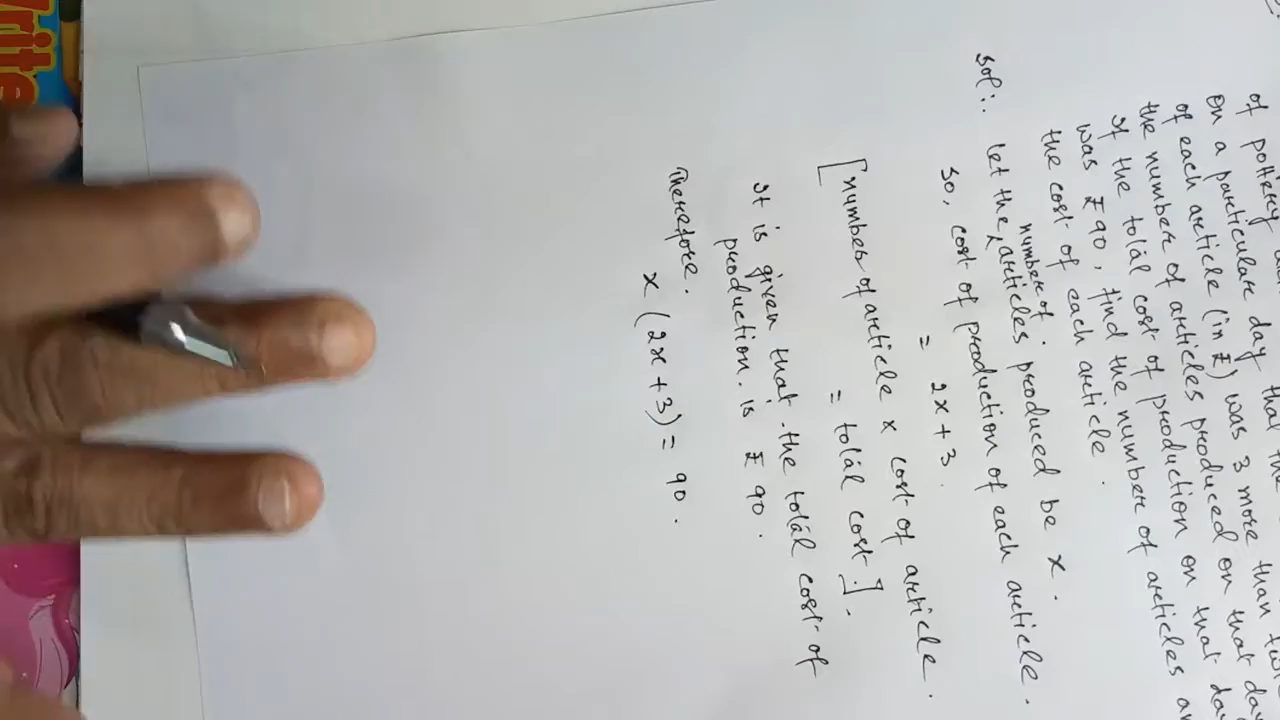 of pottery that the
on a particular day
of each article (in ₹) was 3 more than
the number of articles produced on that day
If the total cost of production on that day
was ₹ 90, find the number of articles
the cost of each article.
Sol:. Let the number of articles produced be x.
So, cost of production of each article.
= 2x + 3.
[number of article x cost of article.
= total cost].
It is given that the total cost of
production. is ₹ 90.
Therefore.
x (2x + 3) = 90.